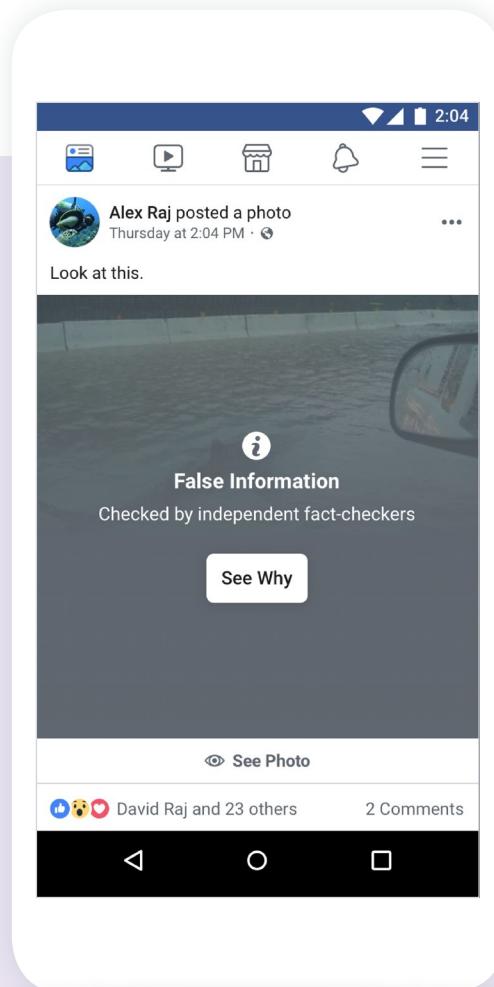 2:04
Alex Raj posted a photo
Thursday at 2:04 PM ·
Look at this.
False Information
Checked by independent fact-checkers
See Why
See Photo
David Raj and 23 others 2 Comments